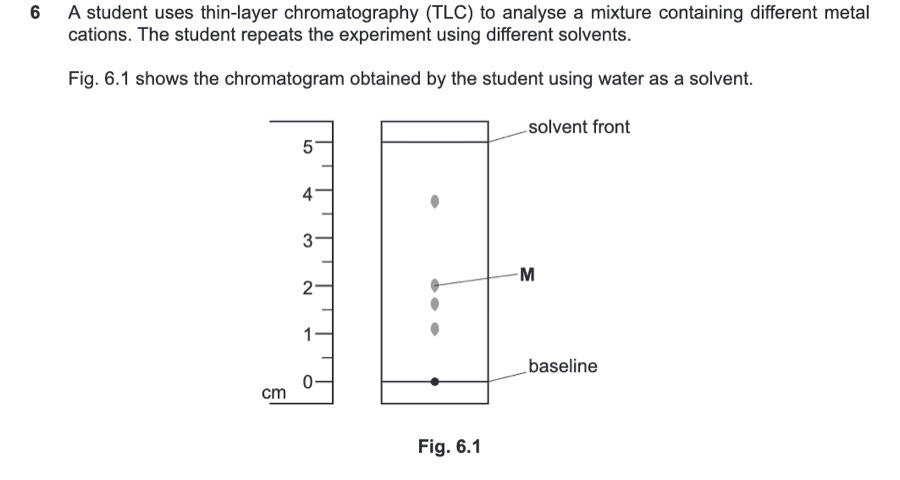 6 A student uses thin-layer chromatography (TLC) to analyse a mixture containing different metal
cations. The student repeats the experiment using different solvents.
Fig. 6.1 shows the chromatogram obtained by the student using water as a solvent.
solvent front
5
4
3
M
2
1
baseline
0
cm
Fig. 6.1